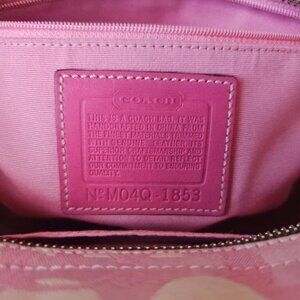 COACH
THIS IS A COACH BAG. IT WAS
HANDCRAFTED IN CHINA FROM
THE FINEST MATERIALS TRIMMED
WITH GENUINE LEATHER. ITS
SUPERIOR CRAFTSMANSHIP AND
ATTENTION TO DETAIL REFLECT
OUR COMMITMENT TO ENDURING
QUALITY.
Nº M04Q-1853